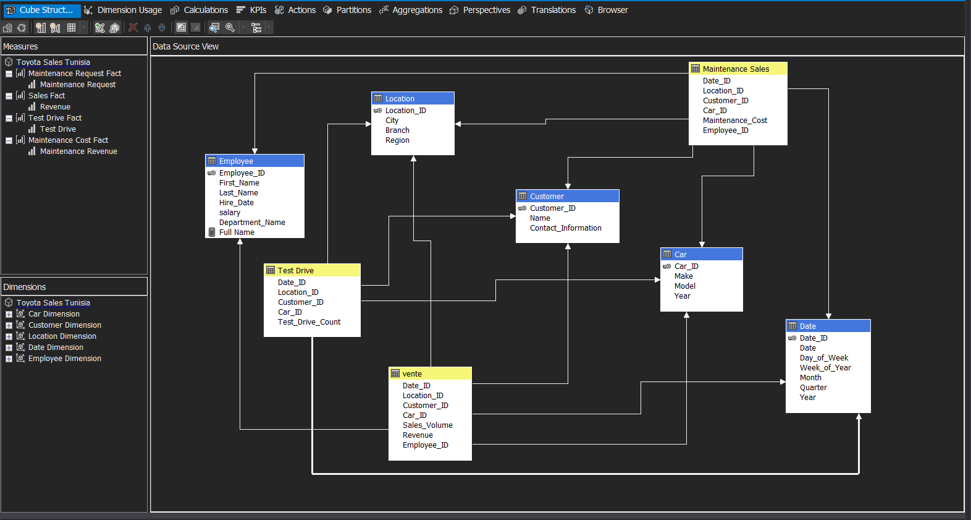 Cube Struct... Dimension Usage Calculations KPIs Actions Partitions Aggregations Perspectives Translations Browser
Measures
Toyota Sales Tunisia
Maintenance Request Fact
Maintenance Request
Sales Fact
Revenue
Test Drive Fact
Test Drive
Maintenance Cost Fact
Maintenance Revenue
Dimensions
Toyota Sales Tunisia
Car Dimension
Customer Dimension
Location Dimension
Date Dimension
Employee Dimension
Data Source View
Maintenance Sales
Date_ID
Location_ID
Customer_ID
Car_ID
Maintenance_Cost
Employee_ID
Location
Location_ID
City
Branch
Region
Employee
Employee_ID
First_Name
Last_Name
Hire_Date
salary
Department_Name
Full Name
Customer
Customer_ID
Name
Contact_Information
Car
Car_ID
Make
Model
Year
Test Drive
Date_ID
Location_ID
Customer_ID
Car_ID
Test_Drive_Count
Date
Date_ID
Date
Day_of_Week
Week_of_Year
Month
Quarter
Year
vente
Date_ID
Location_ID
Customer_ID
Car_ID
Sales_Volume
Revenue
Employee_ID